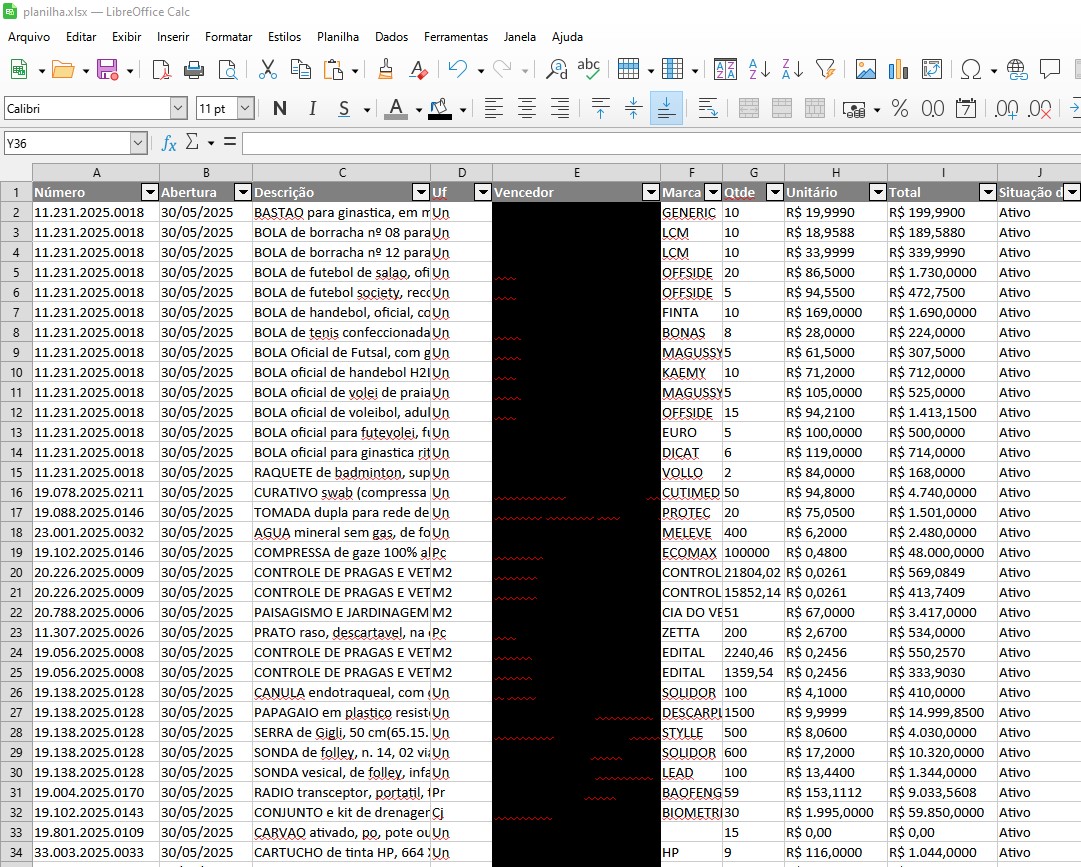 planilha.xlsx — LibreOffice Calc
Arquivo Editar Exibir Inserir Formatar Estilos Planilha Dados Ferramentas Janela Ajuda
Calibri 11 pt N I S
Y36
A B C D E F G H I J
1 Número Abertura Descrição Uf Vencedor Marca Qtde Unitário Total Situação d
2 11.231.2025.0018 30/05/2025 BASTAO para ginastica, em m Un GENERIC 10 R$ 19,9990 R$ 199,9900 Ativo
3 11.231.2025.0018 30/05/2025 BOLA de borracha nº 08 para Un LCM 10 R$ 18,9588 R$ 189,5880 Ativo
4 11.231.2025.0018 30/05/2025 BOLA de borracha nº 12 para Un LCM 10 R$ 33,9999 R$ 339,9990 Ativo
5 11.231.2025.0018 30/05/2025 BOLA de futebol de salao, ofi Un OFFSIDE 20 R$ 86,5000 R$ 1.730,0000 Ativo
6 11.231.2025.0018 30/05/2025 BOLA de futebol society, reco Un OFFSIDE 5 R$ 94,5500 R$ 472,7500 Ativo
7 11.231.2025.0018 30/05/2025 BOLA de handebol, oficial, co Un FINTA 10 R$ 169,0000 R$ 1.690,0000 Ativo
8 11.231.2025.0018 30/05/2025 BOLA de tenis confeccionada Un BONAS 8 R$ 28,0000 R$ 224,0000 Ativo
9 11.231.2025.0018 30/05/2025 BOLA Oficial de Futsal, com g Un MAGUSSY 5 R$ 61,5000 R$ 307,5000 Ativo
10 11.231.2025.0018 30/05/2025 BOLA oficial de handebol H2L Un KAEMY 10 R$ 71,2000 R$ 712,0000 Ativo
11 11.231.2025.0018 30/05/2025 BOLA oficial de volei de praia Un MAGUSSY 5 R$ 105,0000 R$ 525,0000 Ativo
12 11.231.2025.0018 30/05/2025 BOLA oficial de voleibol, adul Un OFFSIDE 15 R$ 94,2100 R$ 1.413,1500 Ativo
13 11.231.2025.0018 30/05/2025 BOLA oficial para futevolei, fu Un EURO 5 R$ 100,0000 R$ 500,0000 Ativo
14 11.231.2025.0018 30/05/2025 BOLA oficial para ginastica rit Un DICAT 6 R$ 119,0000 R$ 714,0000 Ativo
15 11.231.2025.0018 30/05/2025 RAQUETE de badminton, sup Un VOLLO 2 R$ 84,0000 R$ 168,0000 Ativo
16 19.078.2025.0211 30/05/2025 CURATIVO swab (compressa Un CUTIMED 50 R$ 94,8000 R$ 4.740,0000 Ativo
17 19.088.2025.0146 30/05/2025 TOMADA dupla para rede de Un PROTEC 20 R$ 75,0500 R$ 1.501,0000 Ativo
18 23.001.2025.0032 30/05/2025 AGUA mineral sem gas, de fo Un MELEVE 400 R$ 6,2000 R$ 2.480,0000 Ativo
19 19.102.2025.0146 30/05/2025 COMPRESSA de gaze 100% al Pc ECOMAX 100000 R$ 0,4800 R$ 48.000,0000 Ativo
20 20.226.2025.0009 30/05/2025 CONTROLE DE PRAGAS E VET M2 CONTROL 21804,02 R$ 0,0261 R$ 569,0849 Ativo
21 20.226.2025.0009 30/05/2025 CONTROLE DE PRAGAS E VET M2 CONTROL 15852,14 R$ 0,0261 R$ 413,7409 Ativo
22 20.788.2025.0006 30/05/2025 PAISAGISMO E JARDINAGEM M2 CIA DO VE 51 R$ 67,0000 R$ 3.417,0000 Ativo
23 11.307.2025.0026 30/05/2025 PRATO raso, descartavel, na Pc ZETTA 200 R$ 2,6700 R$ 534,0000 Ativo
24 19.056.2025.0008 30/05/2025 CONTROLE DE PRAGAS E VET M2 EDITAL 2240,46 R$ 0,2456 R$ 550,2570 Ativo
25 19.056.2025.0008 30/05/2025 CONTROLE DE PRAGAS E VET M2 EDITAL 1359,54 R$ 0,2456 R$ 333,9030 Ativo
26 19.138.2025.0128 30/05/2025 CANULA endotraqueal, com Un SOLIDOR 100 R$ 4,1000 R$ 410,0000 Ativo
27 19.138.2025.0128 30/05/2025 PAPAGAIO em plastico resist Un DESCARPL 1500 R$ 9,9999 R$ 14.999,8500 Ativo
28 19.138.2025.0128 30/05/2025 SERRA de Gigli, 50 cm(65.15. Un STYLLE 500 R$ 8,0600 R$ 4.030,0000 Ativo
29 19.138.2025.0128 30/05/2025 SONDA de folley, n. 14, 02 via Un SOLIDOR 600 R$ 17,2000 R$ 10.320,0000 Ativo
30 19.138.2025.0128 30/05/2025 SONDA vesical, de folley, infa Un LEAD 100 R$ 13,4400 R$ 1.344,0000 Ativo
31 19.004.2025.0170 30/05/2025 RADIO transceptor, portatil, t Pr BAOFENG 59 R$ 153,1112 R$ 9.033,5608 Ativo
32 19.102.2025.0143 30/05/2025 CONJUNTO e kit de drenagen Cj BIOMETRI 30 R$ 1.995,0000 R$ 59.850,0000 Ativo
33 19.801.2025.0109 30/05/2025 CARVAO ativado, po, pote ou Un 15 R$ 0,00 R$ 0,00 Ativo
34 33.003.2025.0033 30/05/2025 CARTUCHO de tinta HP, 664 Un HP 9 R$ 116,0000 R$ 1.044,0000 Ativo